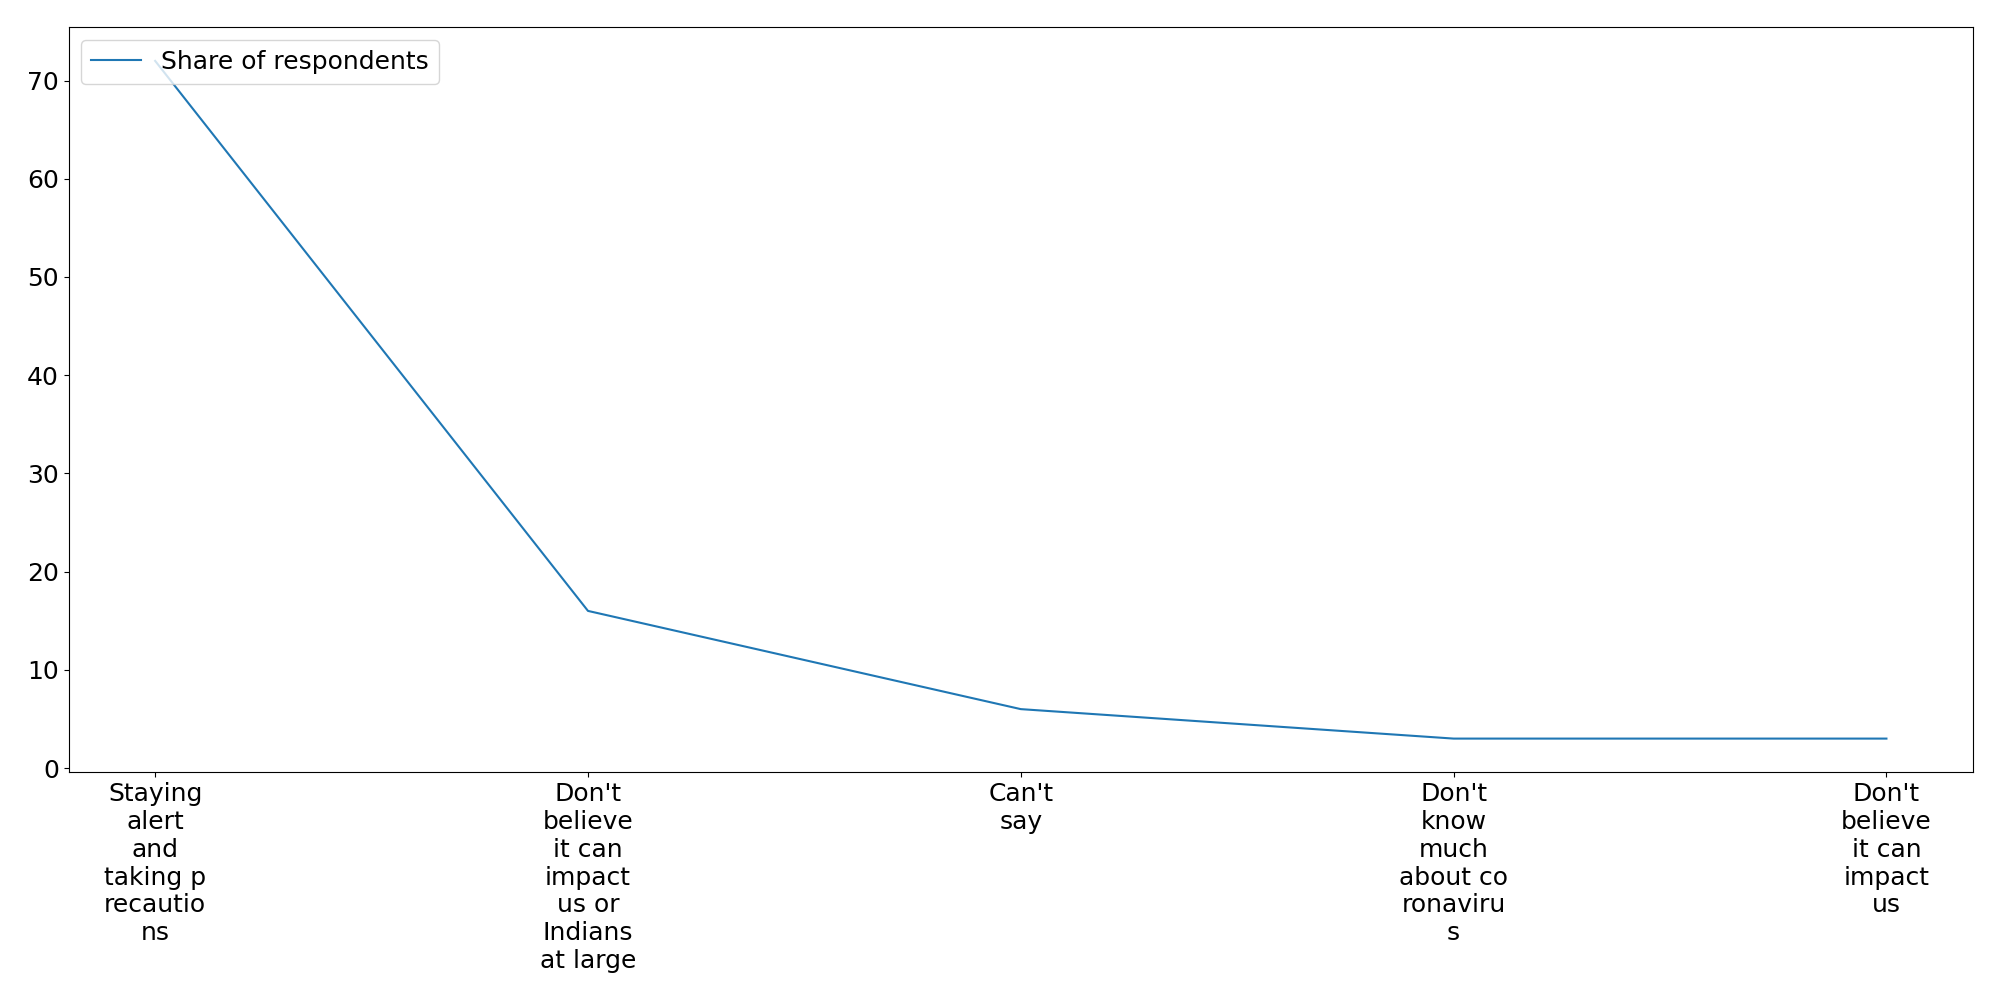 Share of respondents
70
60
50
40
30
20
10
0
Staying
alert
and
taking p
recautio
ns
Don't
believe
it can
impact
us or
Indians
at large
Can't
say
Don't
know
much
about co
ronaviru
s
Don't
believe
it can
impact
us